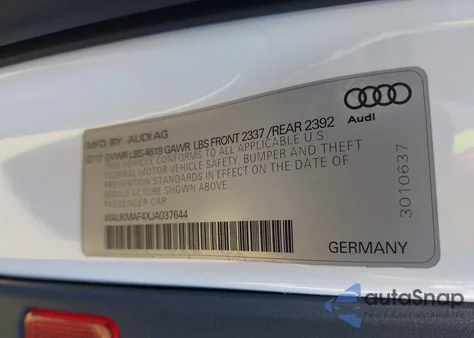 MFD. BY AUDI AG
GVWR LBS 4619 GAWR LBS FRONT 2337 /REAR 2392
THIS VEHICLE CONFORMS TO ALL APPLICABLE U.S.
FEDERAL MOTOR VEHICLE SAFETY, BUMPER AND THEFT
PREVENTION STANDARDS IN EFFECT ON THE DATE OF
MANUFACTURE SHOWN ABOVE.
PASSENGER CAR
WAUKMAF4XJA037644
Audi
3010637
GERMANY
autoSnap